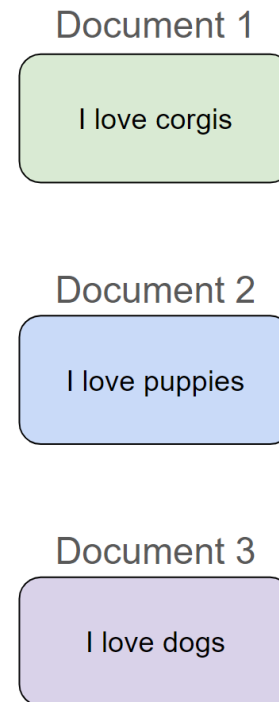 Document 1
I love corgis
Document 2
I love puppies
Document 3
I love dogs